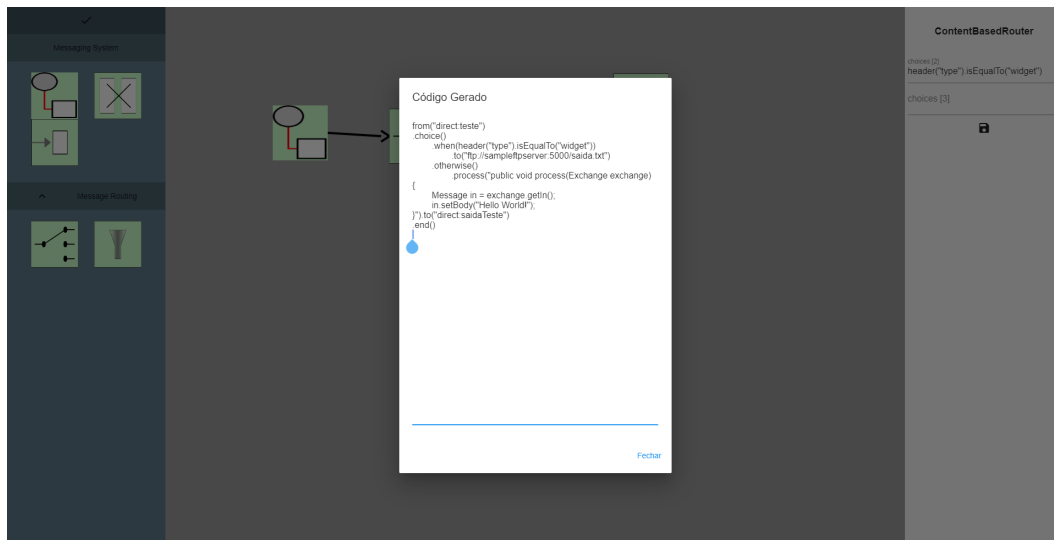 Messaging System
Message Routing
Código Gerado
from("direct:teste")
.choice()
.when(header("type").isEqualTo("widget"))
.to("ftp://sampleftpserver:5000/saida.txt")
.otherwise()
.process("public void process(Exchange exchange)
{
Message in = exchange.getIn();
in.setBody("Hello World!");
}").to("direct:saidaTeste")
.end()
Fechar
ContentBasedRouter
choices [2]
header("type").isEqualTo("widget")
choices [3]